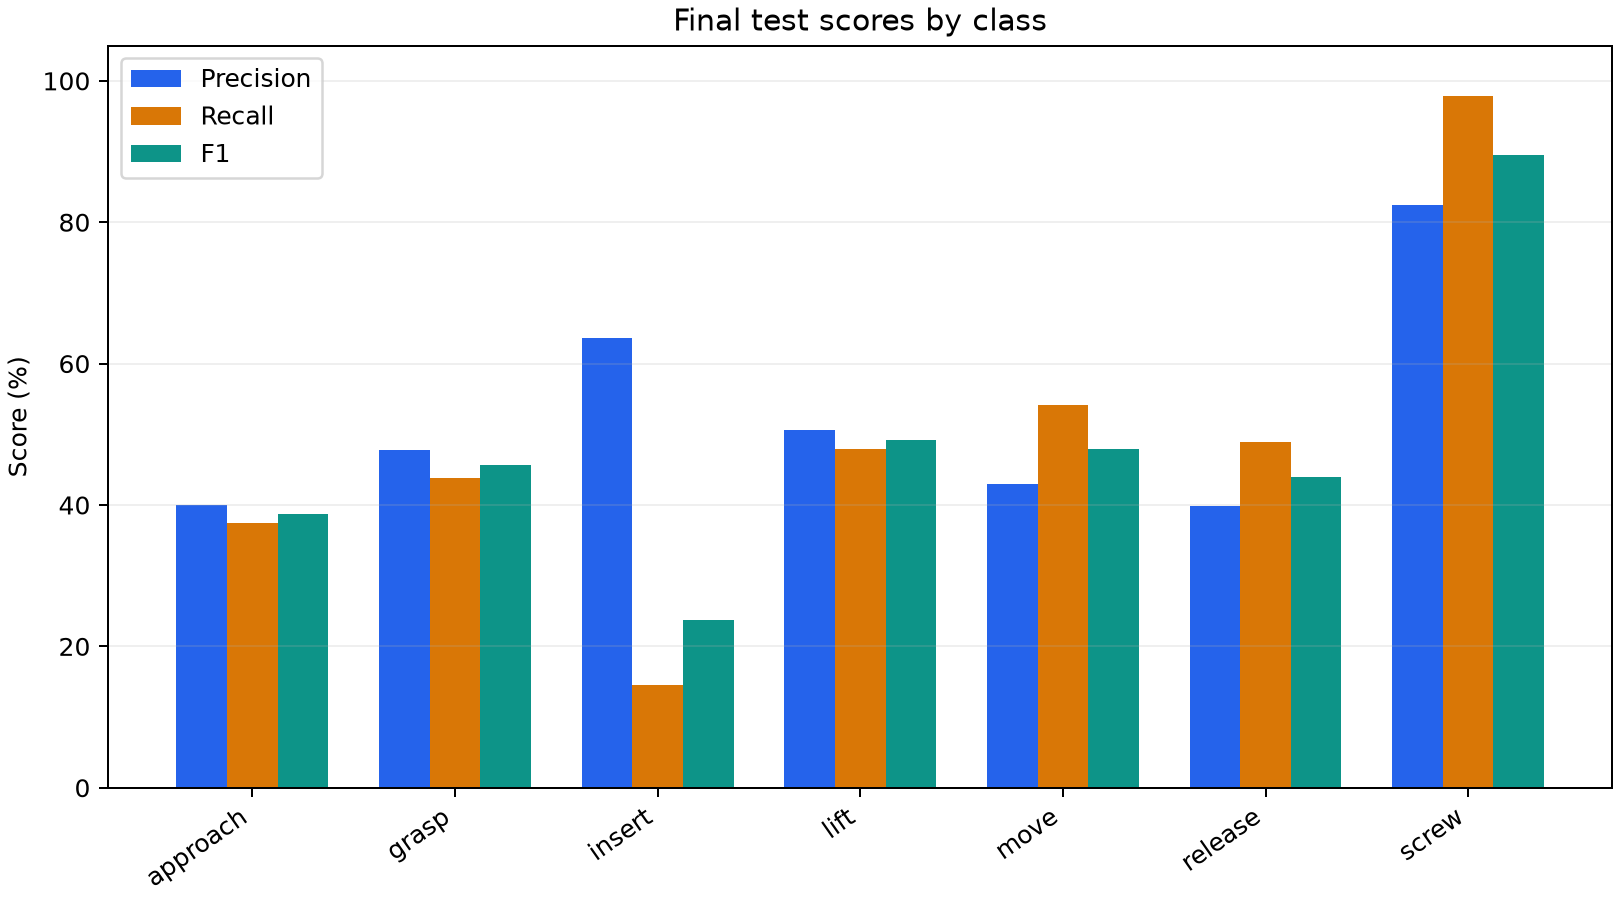 Final test scores by class
Precision
Recall
F1
Score (%)
100
80
60
40
20
0
approach
grasp
insert
lift
move
release
screw